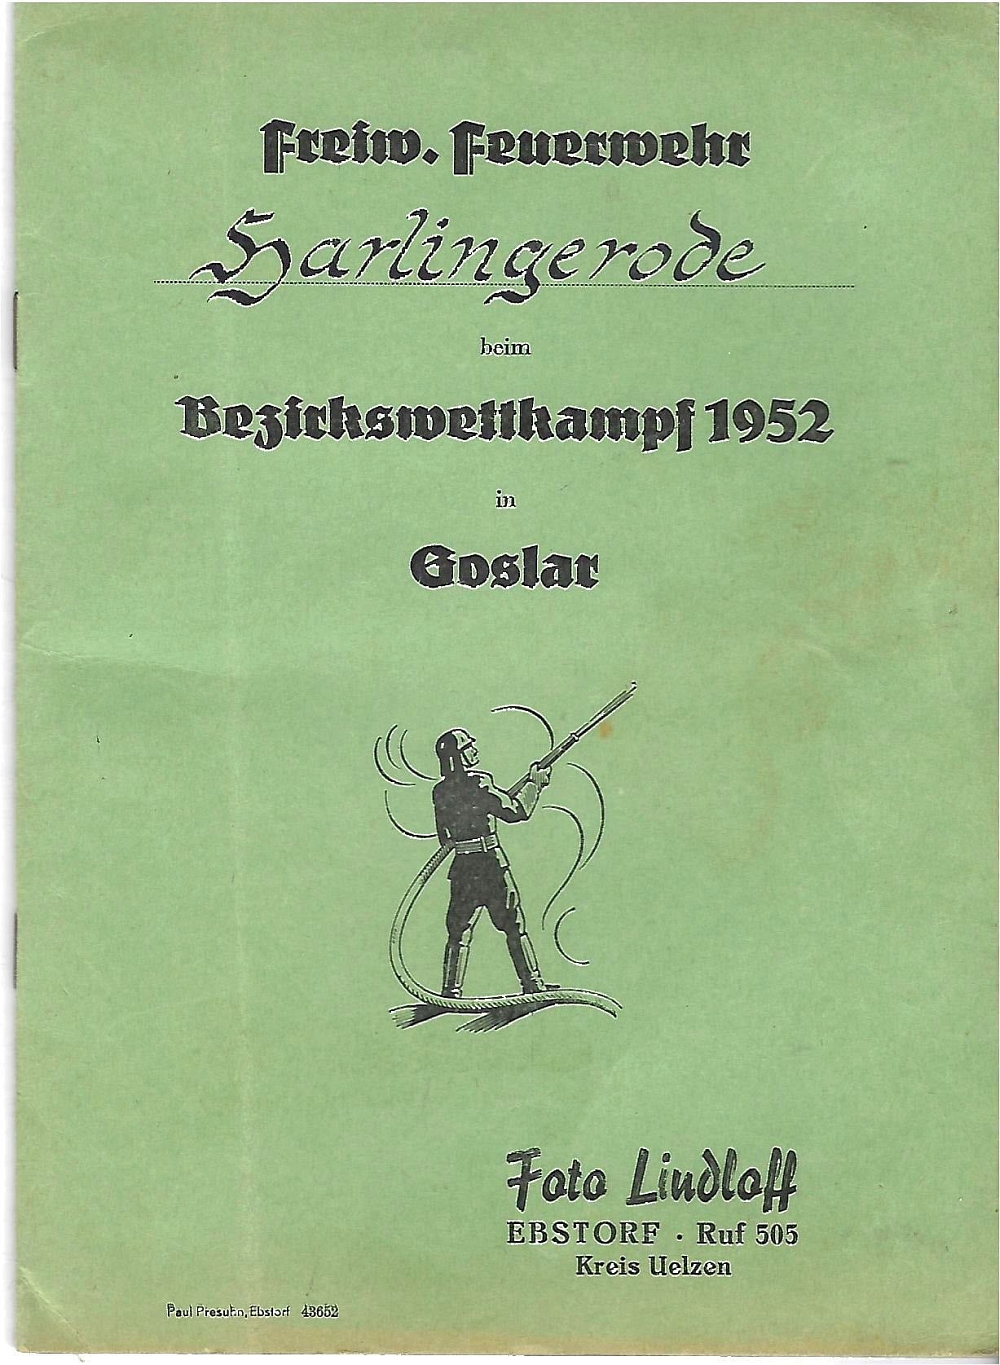 Freiw. Feuerwehr
Harlingerode
beim
Bezirkswettkampf 1952
in
Goslar
Foto Lindloff
EBSTORF · Ruf 505
Kreis Uelzen
Paul Presuhn, Ebstorf 43652